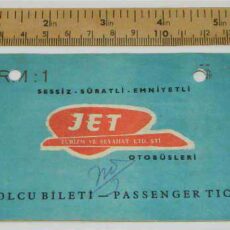 RM:1
SESSİZ - SÜRATLİ - EMNİYETLİ
JET
TURİZM VE SEYAHAT LTD. ŞTİ
OTOBÜSLERİ
OLCU BİLETİ — PASSENGER TIC